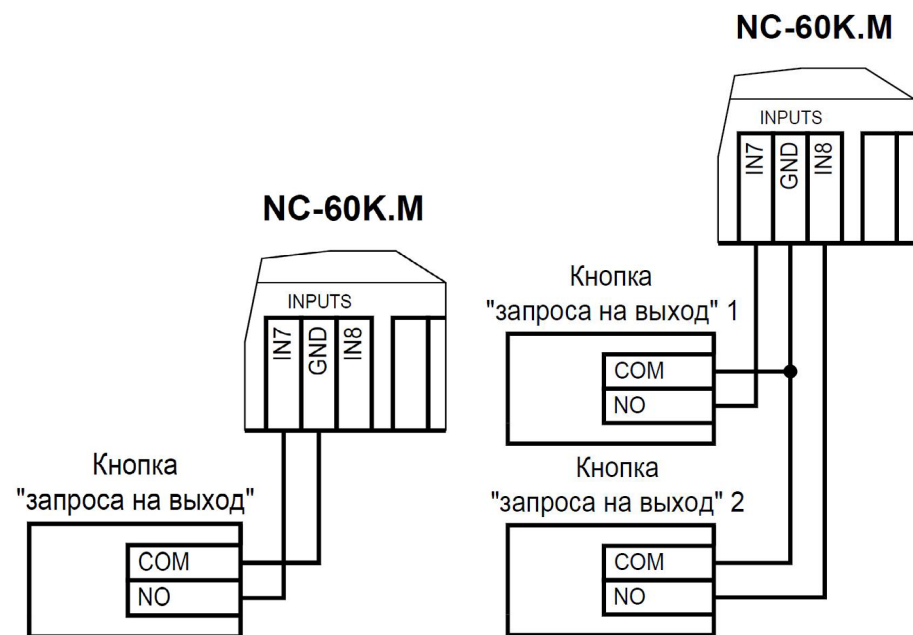 NC-60K.M
INPUTS
IN7
GND
IN8
Кнопка
"запроса на выход"
COM
NO
NC-60K.M
INPUTS
IN7
GND
IN8
Кнопка
"запроса на выход" 1
COM
NO
Кнопка
"запроса на выход" 2
COM
NO